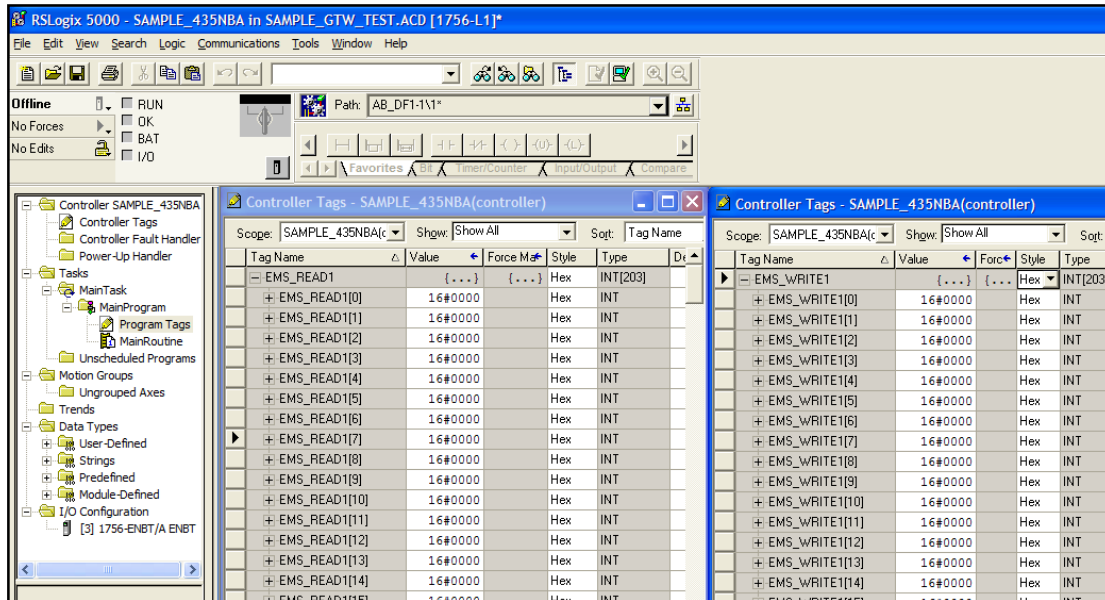 RSLogix 5000 - SAMPLE_435NBA in SAMPLE_GTW_TEST.ACD [1756-L1]*
File Edit View Search Logic Communications Tools Window Help
Offline RUN
No Forces OK
No Edits BAT
I/O
Path: AB_DF1-1\1*
Favorites Bit Timer/Counter Input/Output Compare
Controller SAMPLE_435NBA
Controller Tags
Controller Fault Handler
Power-Up Handler
Tasks
MainTask
MainProgram
Program Tags
MainRoutine
Unscheduled Programs
Motion Groups
Ungrouped Axes
Trends
Data Types
User-Defined
Strings
Predefined
Module-Defined
I/O Configuration
[3] 1756-ENBT/A ENBT
Controller Tags - SAMPLE_435NBA(controller)
Scope: SAMPLE_435NBA(c Show: Show All Sort: Tag Name
Tag Name Value Force Ma Style Type De
EMS_READ1 {...} {...} Hex INT[203]
EMS_READ1[0] 16#0000 Hex INT
EMS_READ1[1] 16#0000 Hex INT
EMS_READ1[2] 16#0000 Hex INT
EMS_READ1[3] 16#0000 Hex INT
EMS_READ1[4] 16#0000 Hex INT
EMS_READ1[5] 16#0000 Hex INT
EMS_READ1[6] 16#0000 Hex INT
EMS_READ1[7] 16#0000 Hex INT
EMS_READ1[8] 16#0000 Hex INT
EMS_READ1[9] 16#0000 Hex INT
EMS_READ1[10] 16#0000 Hex INT
EMS_READ1[11] 16#0000 Hex INT
EMS_READ1[12] 16#0000 Hex INT
EMS_READ1[13] 16#0000 Hex INT
EMS_READ1[14] 16#0000 Hex INT
Controller Tags - SAMPLE_435NBA(controller)
Scope: SAMPLE_435NBA(c Show: Show All Sort:
Tag Name Value Forc Style Type
EMS_WRITE1 {...} {... Hex INT[203
EMS_WRITE1[0] 16#0000 Hex INT
EMS_WRITE1[1] 16#0000 Hex INT
EMS_WRITE1[2] 16#0000 Hex INT
EMS_WRITE1[3] 16#0000 Hex INT
EMS_WRITE1[4] 16#0000 Hex INT
EMS_WRITE1[5] 16#0000 Hex INT
EMS_WRITE1[6] 16#0000 Hex INT
EMS_WRITE1[7] 16#0000 Hex INT
EMS_WRITE1[8] 16#0000 Hex INT
EMS_WRITE1[9] 16#0000 Hex INT
EMS_WRITE1[10] 16#0000 Hex INT
EMS_WRITE1[11] 16#0000 Hex INT
EMS_WRITE1[12] 16#0000 Hex INT
EMS_WRITE1[13] 16#0000 Hex INT
EMS_WRITE1[14] 16#0000 Hex INT